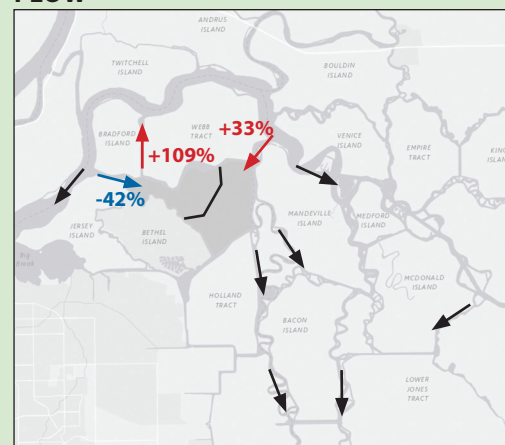 ANDRUS
ISLAND
TWITCHELL
ISLAND
BOULDIN
ISLAND
BRADFORD
ISLAND
WEBB
TRACT
+33%
VENICE
ISLAND
EMPIRE
TRACT
+109%
-42%
MANDEVILLE
ISLAND
MEDFORD
ISLAND
JERSEY
ISLAND
BETHEL
ISLAND
MCDONALD
ISLAND
HOLLAND
TRACT
BACON
ISLAND
LOWER
JONES
TRACT